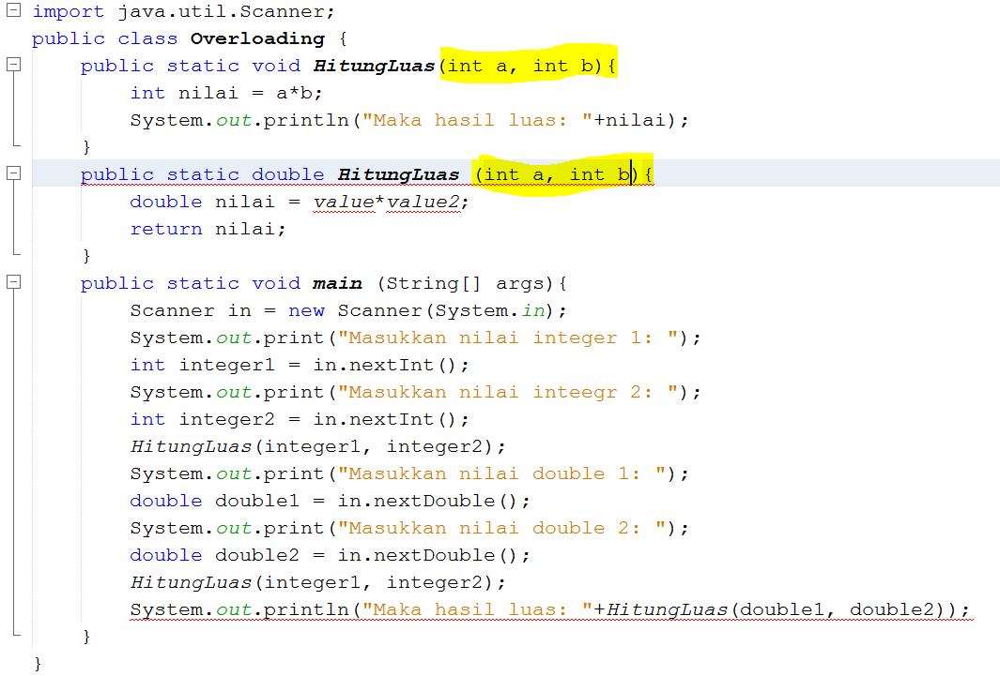 import java.util.Scanner;
public class Overloading {
    public static void HitungLuas(int a, int b){
        int nilai = a*b;
        System.out.println("Maka hasil luas: "+nilai);
    }
    public static double HitungLuas (int a, int b){
        double nilai = value*value2;
        return nilai;
    }
    public static void main (String[] args){
        Scanner in = new Scanner(System.in);
        System.out.print("Masukkan nilai integer 1: ");
        int integer1 = in.nextInt();
        System.out.print("Masukkan nilai inteegr 2: ");
        int integer2 = in.nextInt();
        HitungLuas(integer1, integer2);
        System.out.print("Masukkan nilai double 1: ");
        double double1 = in.nextDouble();
        System.out.print("Masukkan nilai double 2: ");
        double double2 = in.nextDouble();
        HitungLuas(integer1, integer2);
        System.out.println("Maka hasil luas: "+HitungLuas(double1, double2));
    }
}